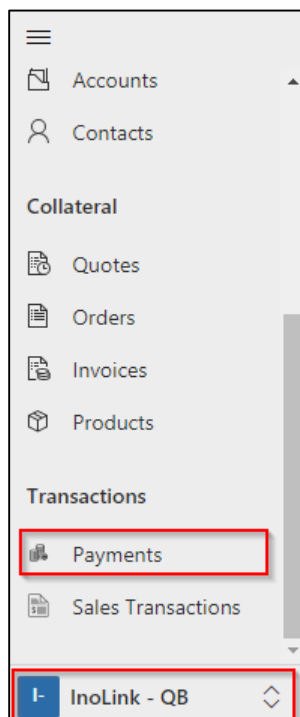 Accounts
Contacts
Collateral
Quotes
Orders
Invoices
Products
Transactions
Payments
Sales Transactions
I- InoLink - QB